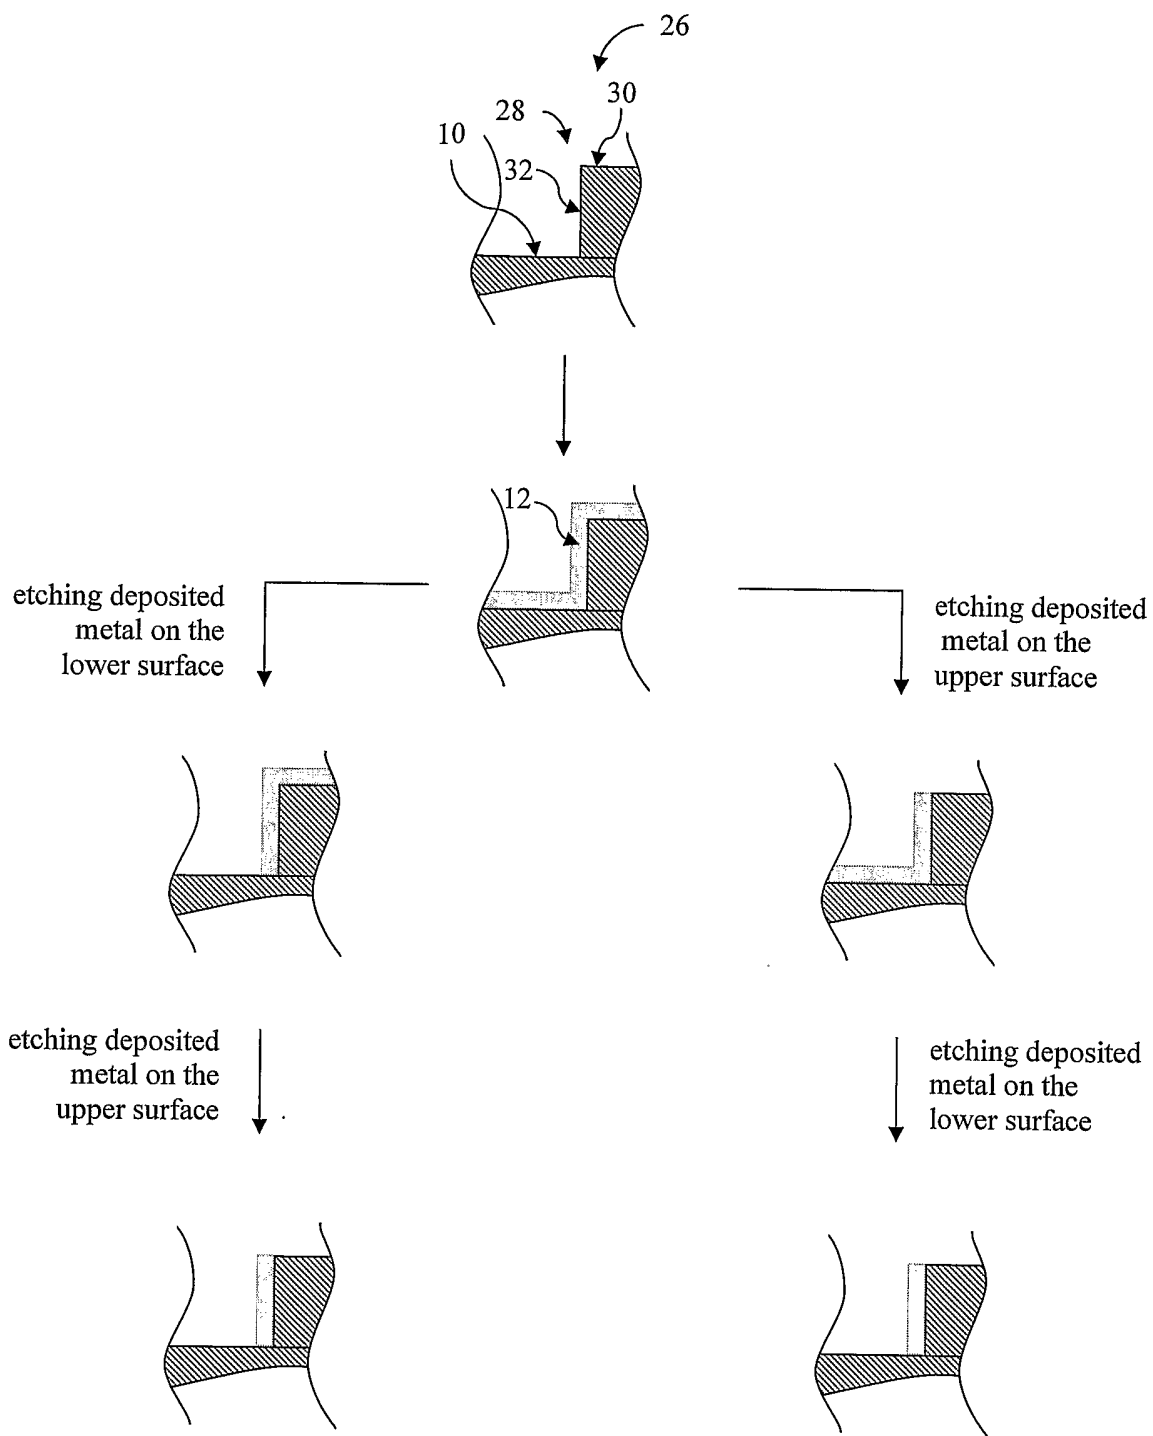 26
30
28
10
32
12
etching deposited
metal on the
lower surface
etching deposited
metal on the
upper surface
etching deposited
metal on the
upper surface
etching deposited
metal on the
lower surface